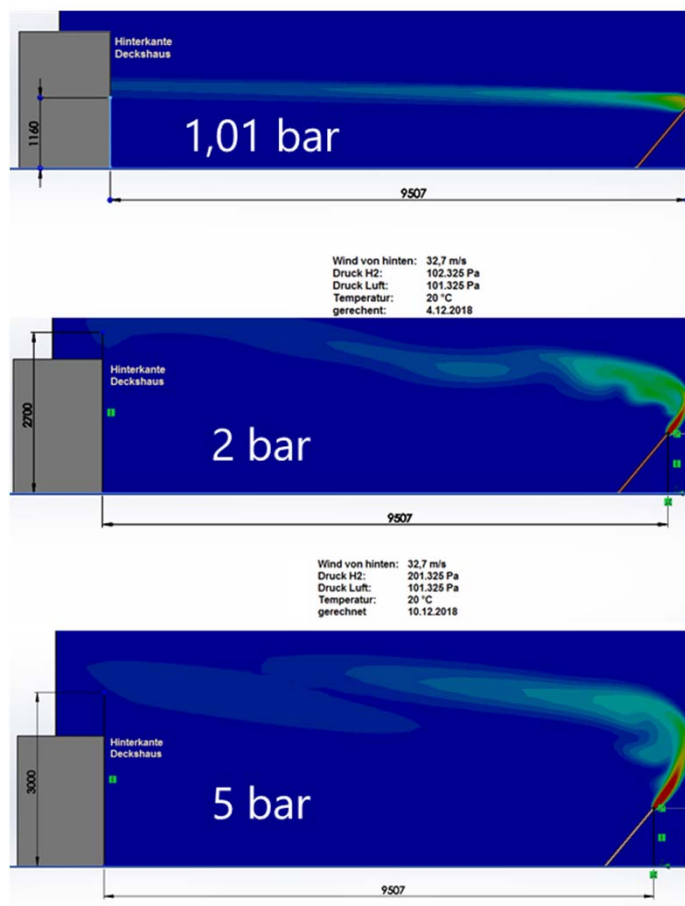 Hinterkante
Deckshaus
1160
1,01 bar
9507
Wind von hinten: 32,7 m/s
Druck H2: 102.325 Pa
Druck Luft: 101.325 Pa
Temperatur: 20 °C
gerechent: 4.12.2018
Hinterkante
Deckshaus
2700
2 bar
9507
Wind von hinten: 32,7 m/s
Druck H2: 201.325 Pa
Druck Luft: 101.325 Pa
Temperatur: 20 °C
gerechnet 10.12.2018
Hinterkante
Deckshaus
3000
5 bar
9507